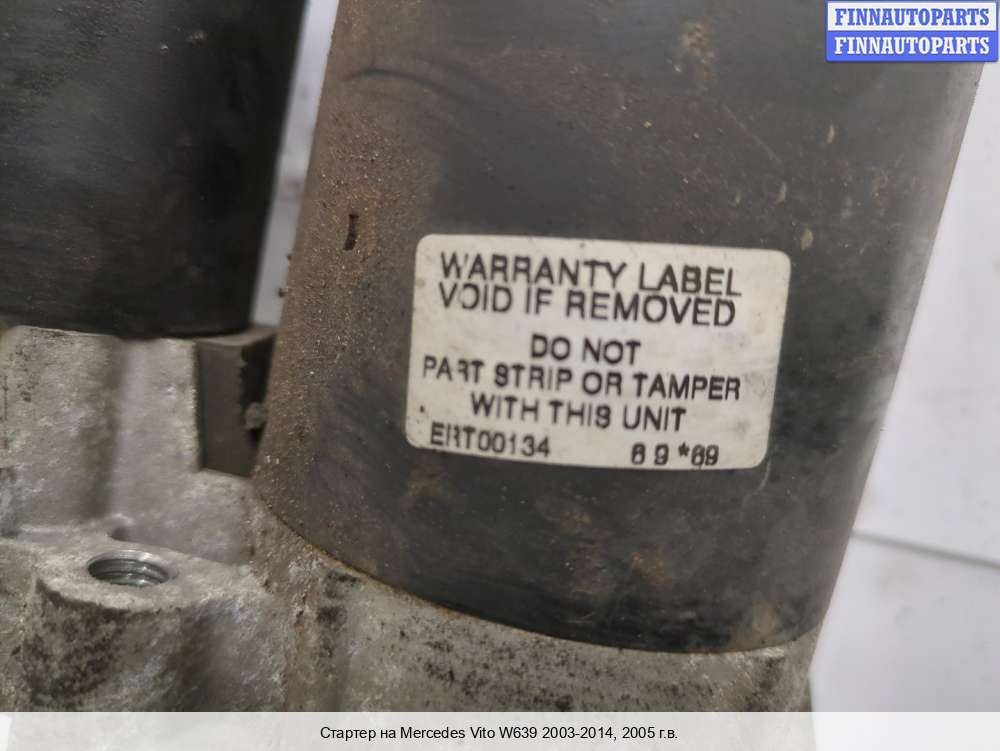 FINNAUTOPARTS
FINNAUTOPARTS
WARRANTY LABEL
VOID IF REMOVED
DO NOT
PART STRIP OR TAMPER
WITH THIS UNIT
ERT00134
Стартер на Mercedes Vito W639 2003-2014, 2005 г.в.